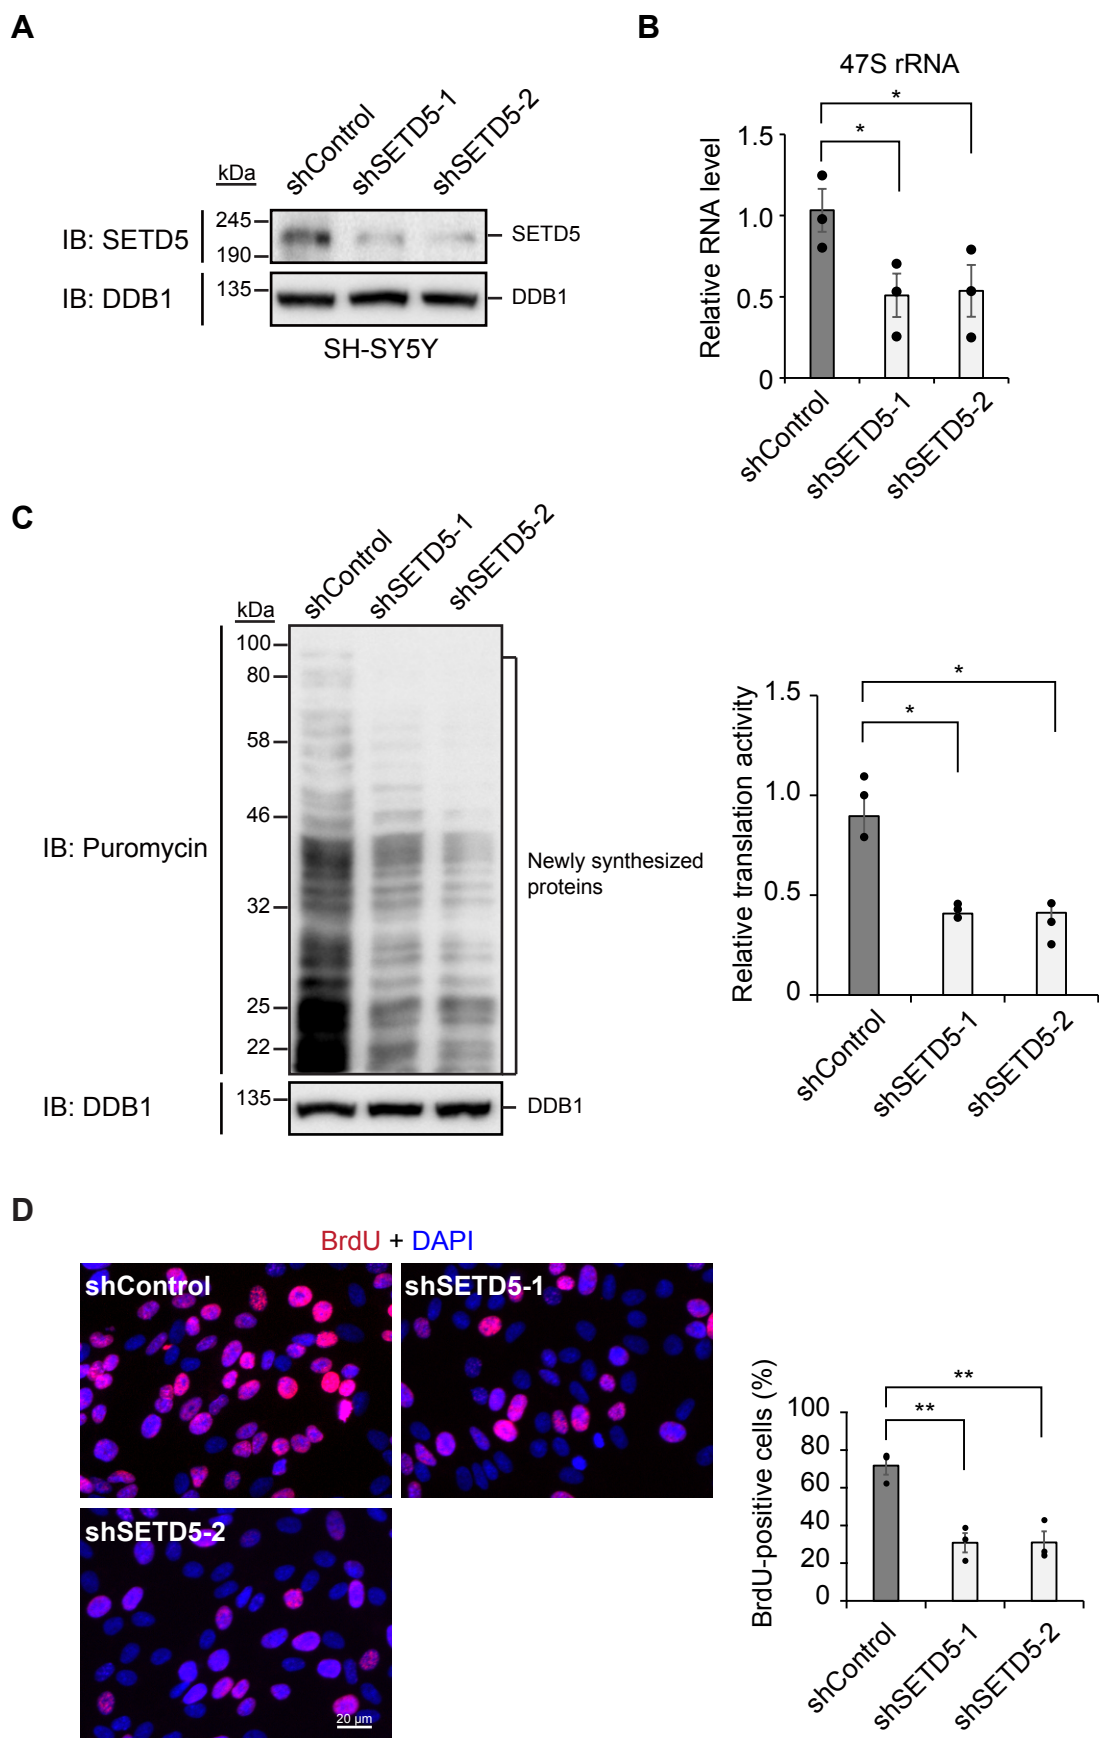 A
shControl
shSETD5-1
shSETD5-2
kDa
IB: SETD5
245
190
SETD5
IB: DDB1
135
DDB1
SH-SY5Y
B
47S rRNA
*
*
Relative RNA level
1.5
1.0
0.5
0
shControl
shSETD5-1
shSETD5-2
C
shControl
shSETD5-1
shSETD5-2
kDa
IB: Puromycin
100
80
58
46
32
25
22
Newly synthesized
proteins
IB: DDB1
135
DDB1
*
*
Relative translation activity
1.5
1.0
0.5
0
shControl
shSETD5-1
shSETD5-2
D
BrdU + DAPI
shControl
shSETD5-1
shSETD5-2
20 µm
**
**
BrdU-positive cells (%)
100
80
60
40
20
0
shControl
shSETD5-1
shSETD5-2